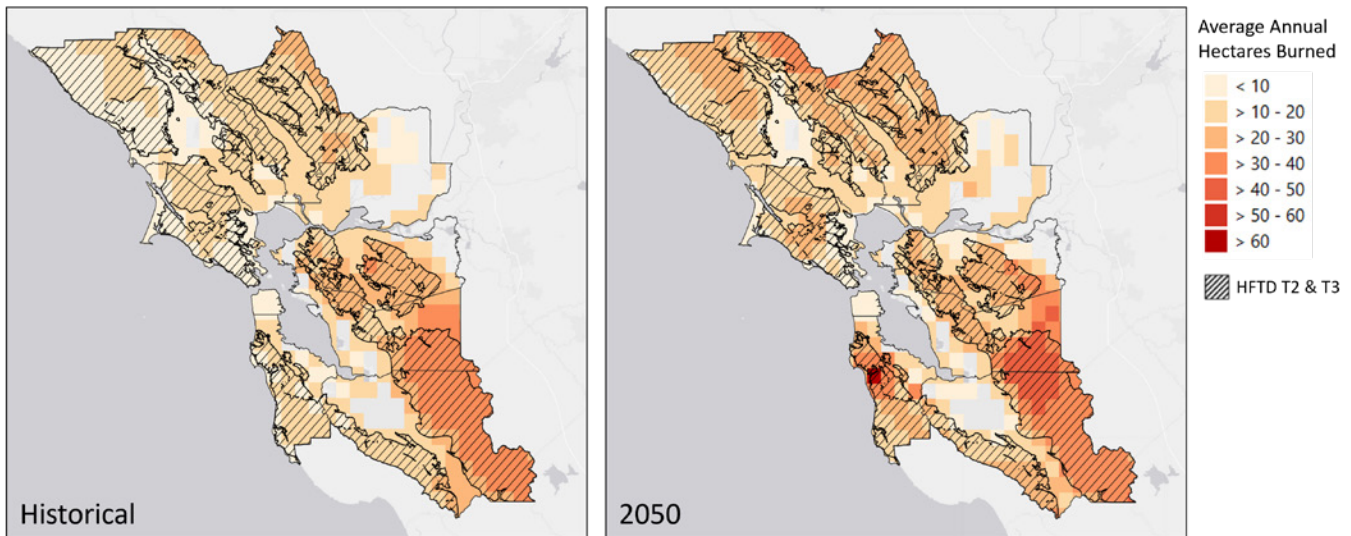 Historical
2050
Average Annual
Hectares Burned
< 10
> 10 - 20
> 20 - 30
> 30 - 40
> 40 - 50
> 50 - 60
> 60
HFTD T2 & T3